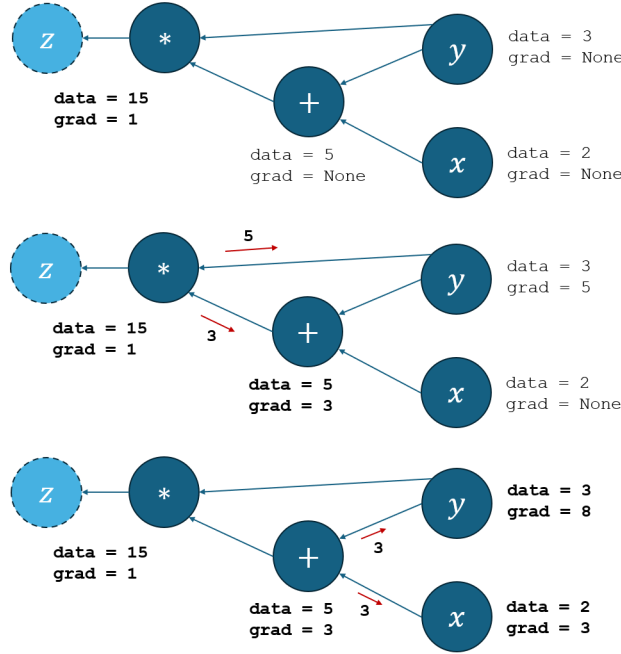 z
*
y
data = 3
grad = None
data = 15
grad = 1
+
data = 5
grad = None
x
data = 2
grad = None
5
z
*
y
data = 3
grad = 5
3
data = 15
grad = 1
+
data = 5
grad = 3
x
data = 2
grad = None
z
*
y
data = 3
grad = 8
data = 15
grad = 1
+
3
data = 5
grad = 3
3
x
data = 2
grad = 3